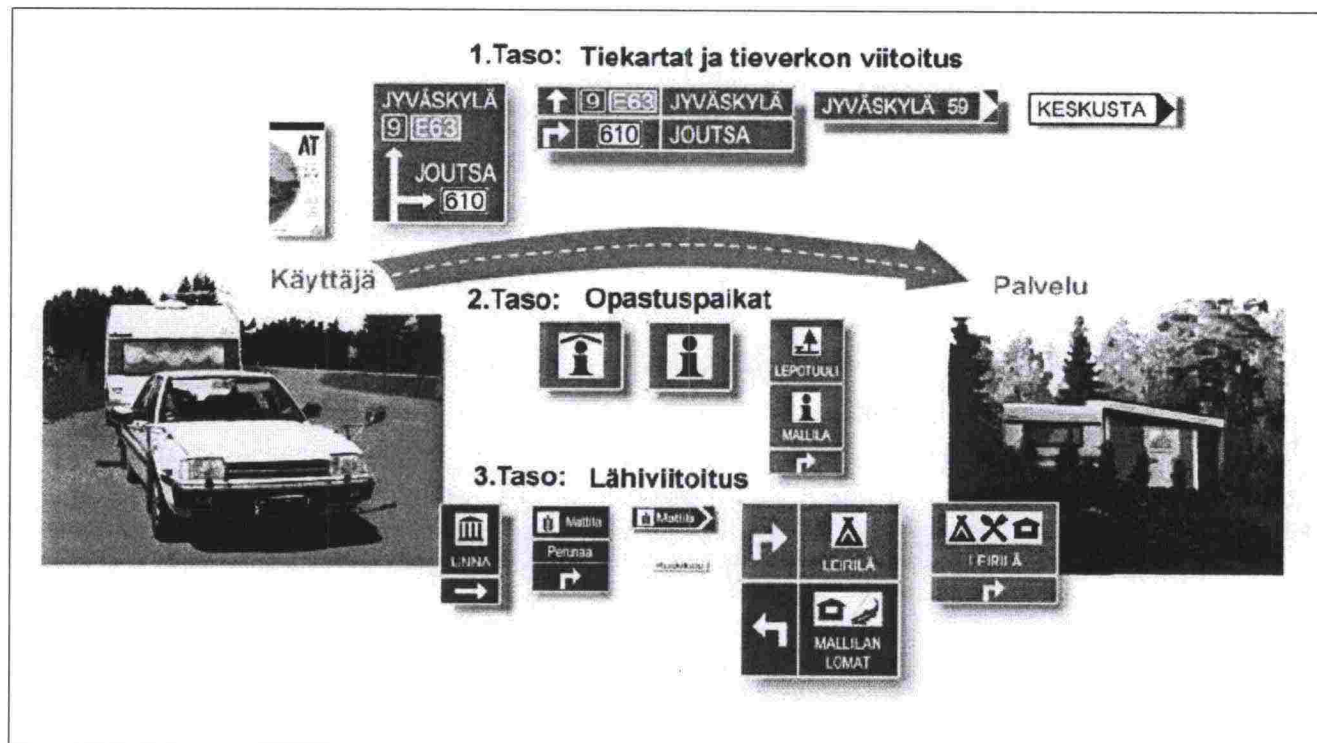 1.Taso: Tiekartat ja tieverkon viitoitus
AT
JYVÄSKYLÄ
9 E63
JOUTSA
610
9 E63 JYVÄSKYLÄ
610 JOUTSA
JYVÄSKYLÄ 59
KESKUSTA
Käyttäjä
Palvelu
2.Taso: Opastuspaikat
i
i
LEPOTUULI
i
MALLILA
3.Taso: Lähiviitoitus
LINNA
Mattila
Perunaa
Mattila
LEIRILÄ
MALLILAN
LOMAT
LEIRILÄ